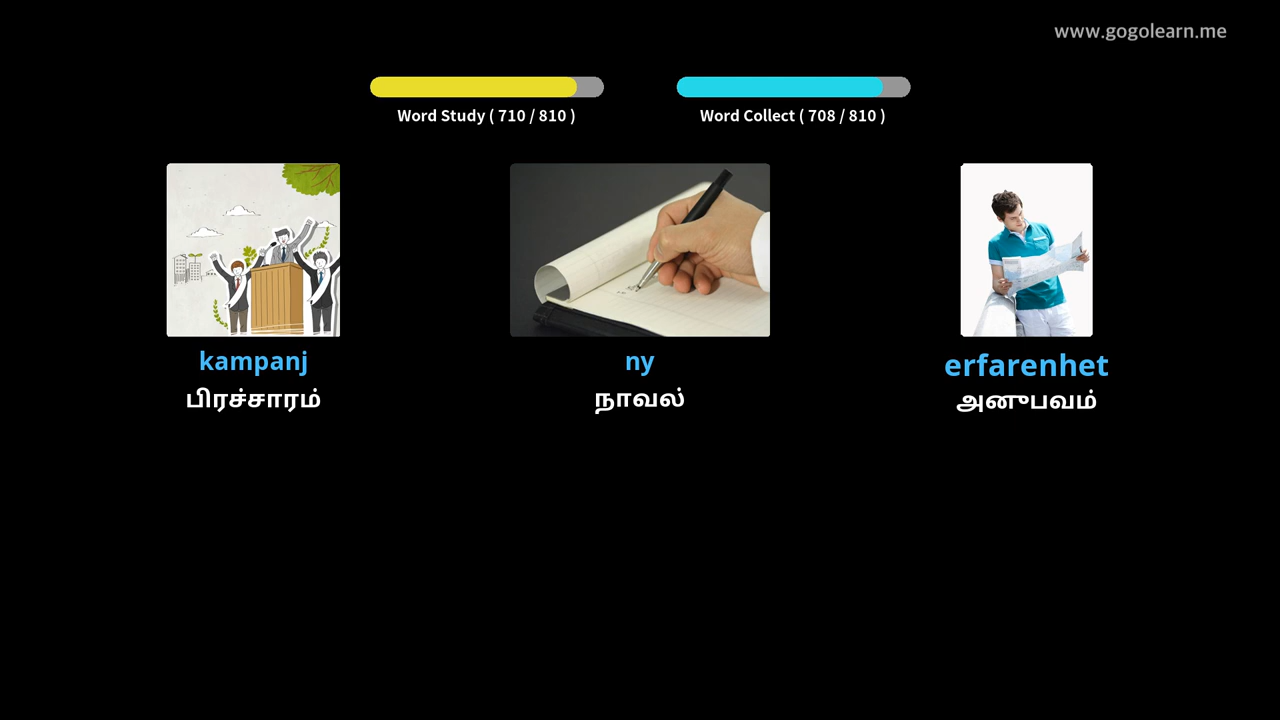 www.gogolearn.me
Word Study ( 710 / 810 )
Word Collect ( 708 / 810 )
kampanj
ny
erfarenhet
பிரச்சாரம்
நாவல்
அனுபவம்